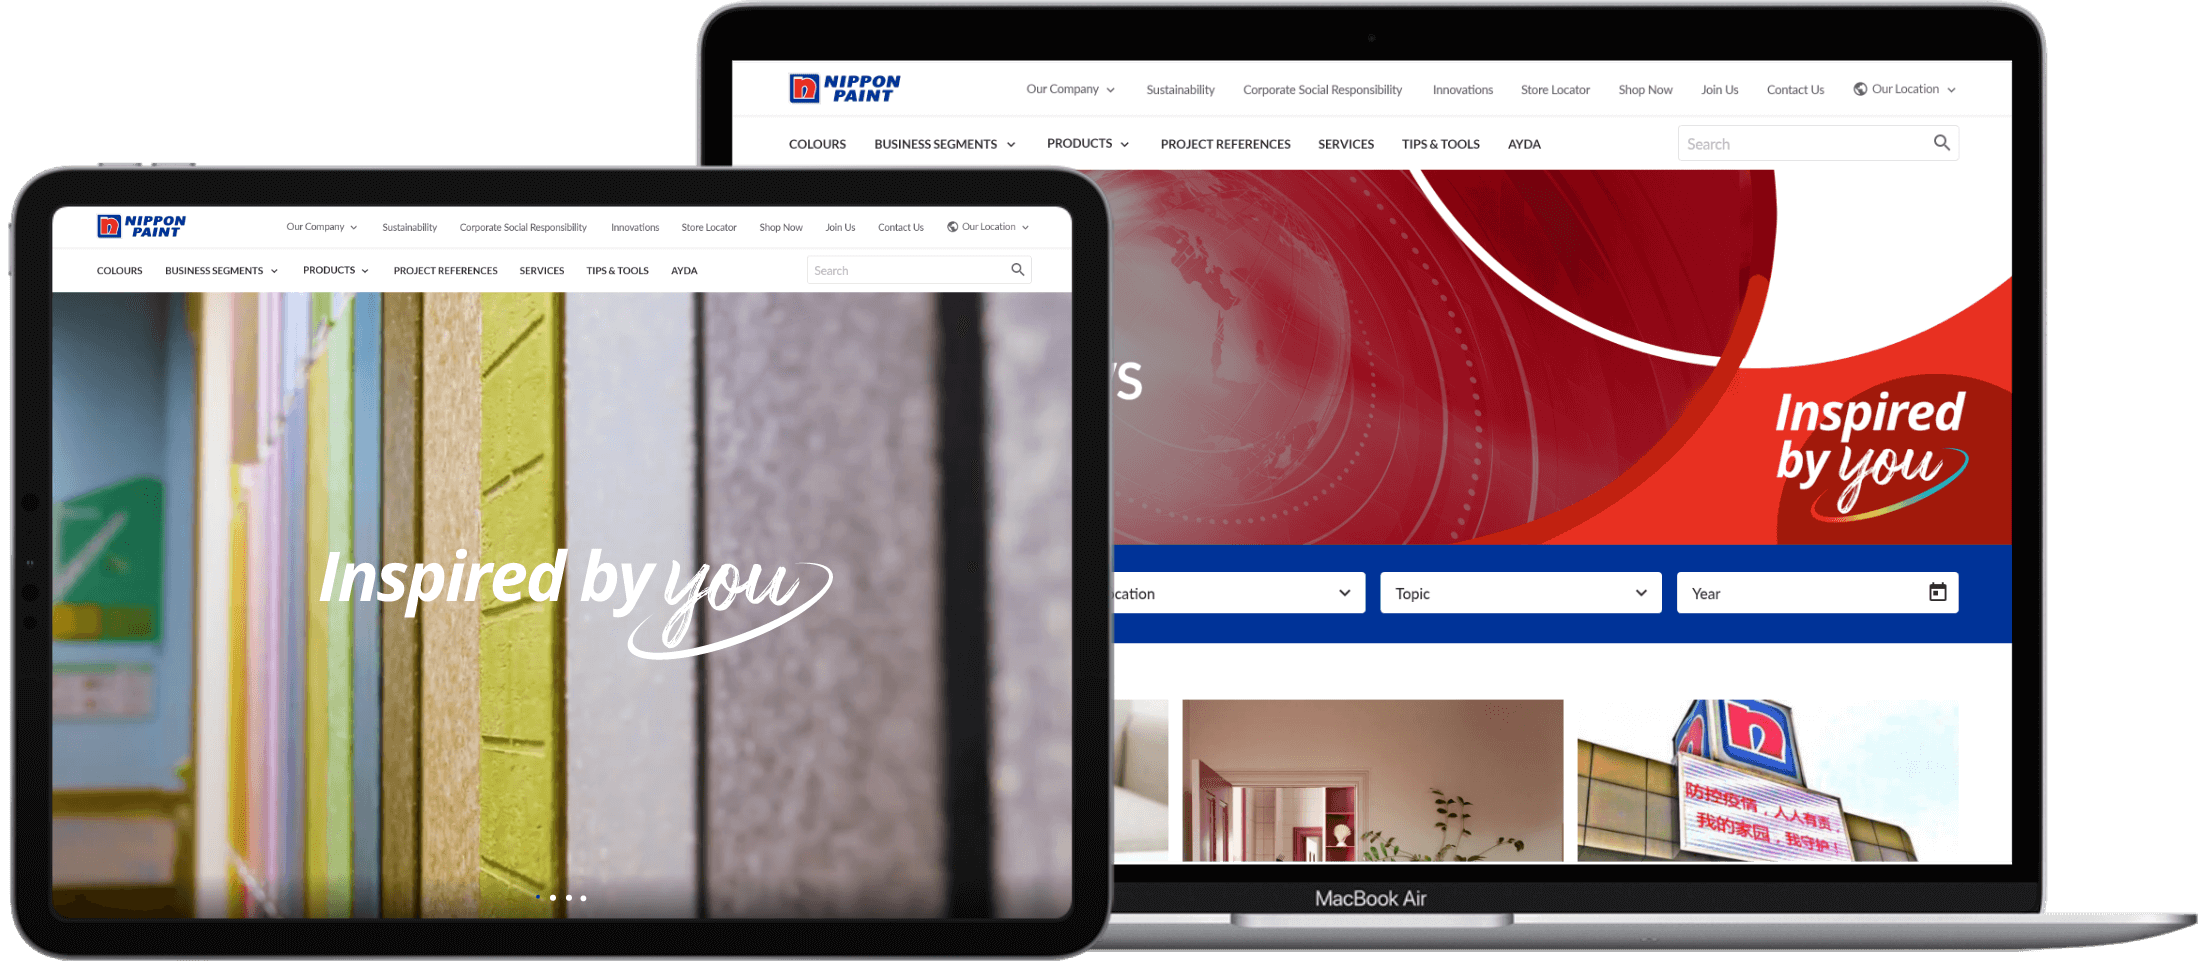 NIPPON
PAINT
Our Company Sustainability Corporate Social Responsibility Innovations Store Locator Shop Now Join Us Contact Us Our Location
COLOURS BUSINESS SEGMENTS PRODUCTS PROJECT REFERENCES SERVICES TIPS & TOOLS AYDA Search
Inspired
by you
Topic Year
防控疫情，人人有责，
我的家园，我守护！
MacBook Air
NIPPON
PAINT
Our Company Sustainability Corporate Social Responsibility Innovations Store Locator Shop Now Join Us Contact Us Our Location
COLOURS BUSINESS SEGMENTS PRODUCTS PROJECT REFERENCES SERVICES TIPS & TOOLS AYDA Search
Inspired by you